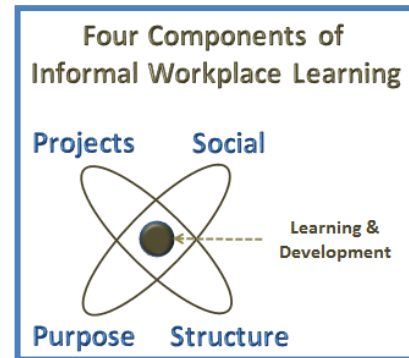 Four Components of
Informal Workplace Learning
Projects Social
Learning &
Development
Purpose Structure